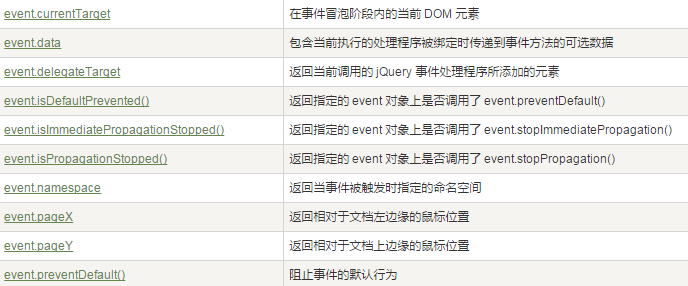 event.currentTarget 在事件冒泡阶段内的当前 DOM 元素
event.data 包含当前执行的处理程序被绑定时传递到事件方法的可选数据
event.delegateTarget 返回当前调用的 jQuery 事件处理程序所添加的元素
event.isDefaultPrevented() 返回指定的 event 对象上是否调用了 event.preventDefault()
event.isImmediatePropagationStopped() 返回指定的 event 对象上是否调用了 event.stopImmediatePropagation()
event.isPropagationStopped() 返回指定的 event 对象上是否调用了 event.stopPropagation()
event.namespace 返回当事件被触发时指定的命名空间
event.pageX 返回相对于文档左边缘的鼠标位置
event.pageY 返回相对于文档上边缘的鼠标位置
event.preventDefault() 阻止事件的默认行为